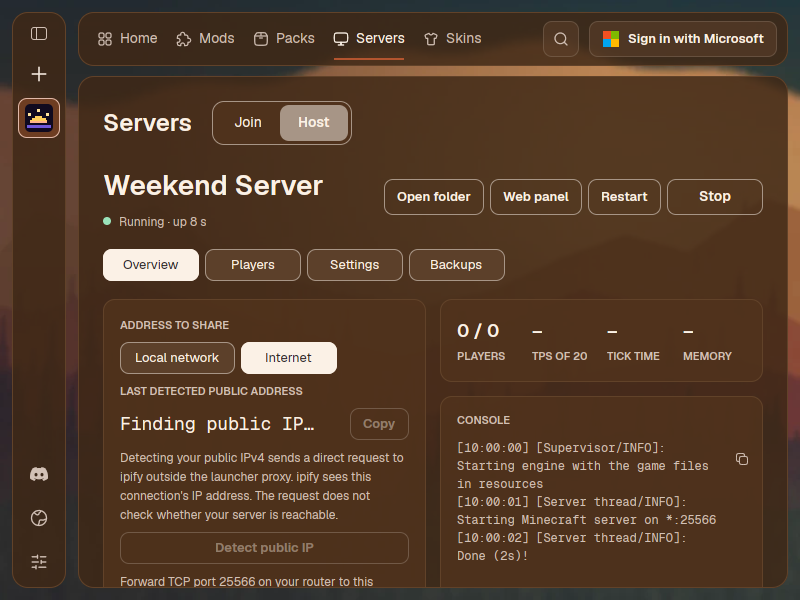 Home
Mods
Packs
Servers
Skins
Sign in with Microsoft
Servers
Join
Host
Weekend Server
Running · up 8 s
Open folder
Web panel
Restart
Stop
Overview
Players
Settings
Backups
ADDRESS TO SHARE
Local network
Internet
LAST DETECTED PUBLIC ADDRESS
Finding public IP…
Copy
Detecting your public IPv4 sends a direct request to
ipify outside the launcher proxy. ipify sees this
connection's IP address. The request does not
check whether your server is reachable.
Detect public IP
Forward TCP port 25566 on your router to this
0 / 0
PLAYERS
–
TPS OF 20
–
TICK TIME
–
MEMORY
CONSOLE
[10:00:00] [Supervisor/INFO]:
Starting engine with the game files
in resources
[10:00:01] [Server thread/INFO]:
Starting Minecraft server on *:25566
[10:00:02] [Server thread/INFO]:
Done (2s)!